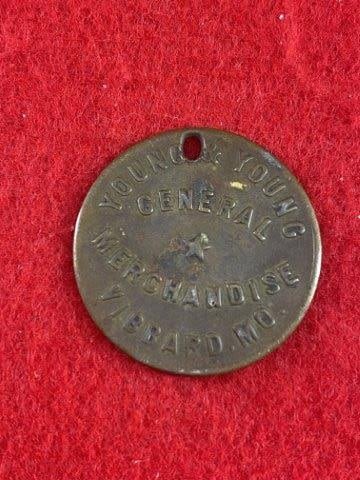 YOUNG & YOUNG
GENERAL
MERCHANDISE
VIBBARD. MO.